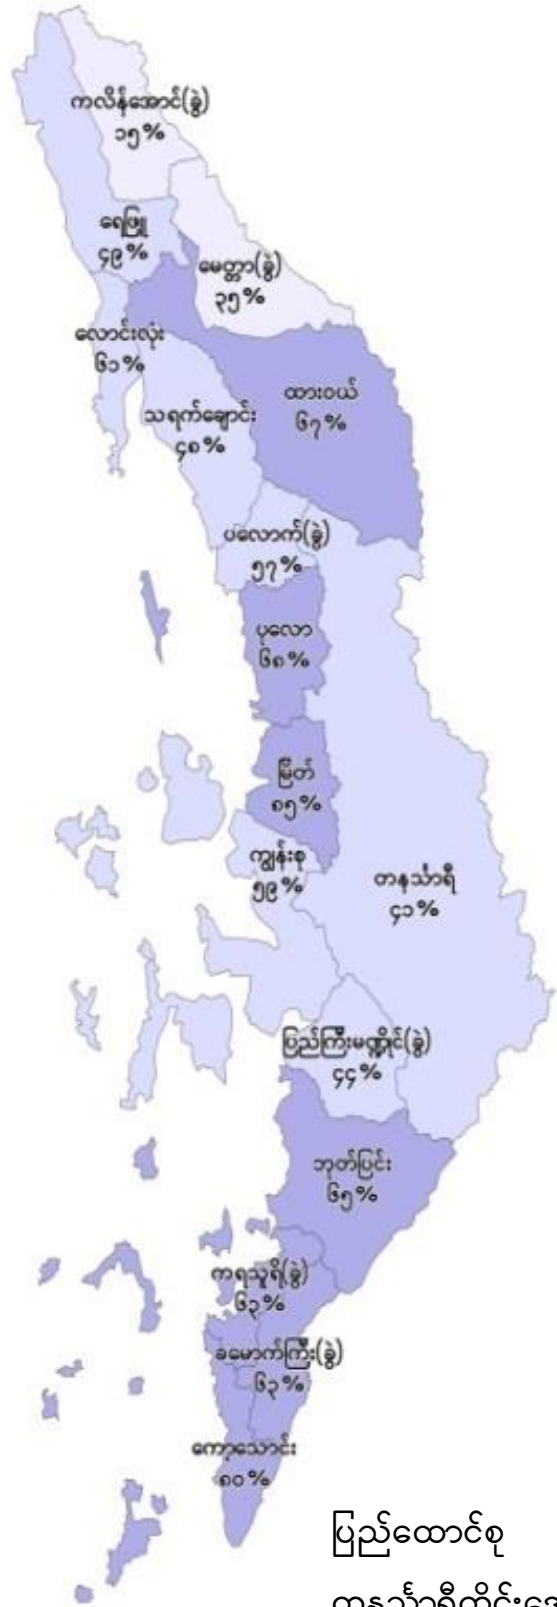 ကလိန်အောင်(ခွဲ)
၁၅%
ရေဖြူ
၄၉%
မေတ္တာ(ခွဲ)
၃၅%
လောင်းလုံး
၆၁%
ထားဝယ်
၆၇%
သရက်ချောင်း
၄၈%
ပလောက်(ခွဲ)
၅၇%
ပုလော
၆၈%
မြိတ်
၈၅%
ကျွန်းစု
၅၉%
တနင်္သာရီ
၄၁%
ပြည်ကြီးမဏ္ဍိုင်(ခွဲ)
၄၄%
ဘုတ်ပြင်း
၆၅%
ကရသူရိ(ခွဲ)
၆၃%
ခမောက်ကြီး(ခွဲ)
၆၃%
ကော့သောင်း
၈၀%
ပြည်ထောင်စု